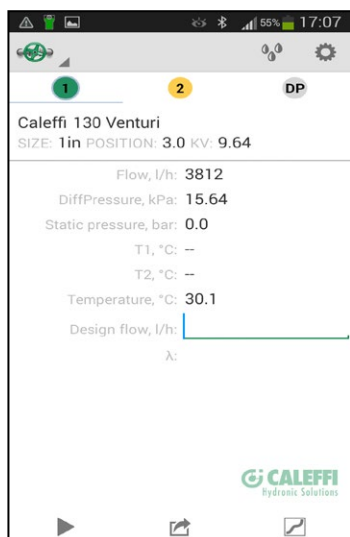 55% 17:07
1 2 DP
Caleffi 130 Venturi
SIZE: 1in POSITION: 3.0 KV: 9.64
Flow, l/h: 3812
DiffPressure, kPa: 15.64
Static pressure, bar: 0.0
T1, °C: --
T2, °C: --
Temperature, °C: 30.1
Design flow, l/h:
λ:
CALEFFI
Hydronic Solutions